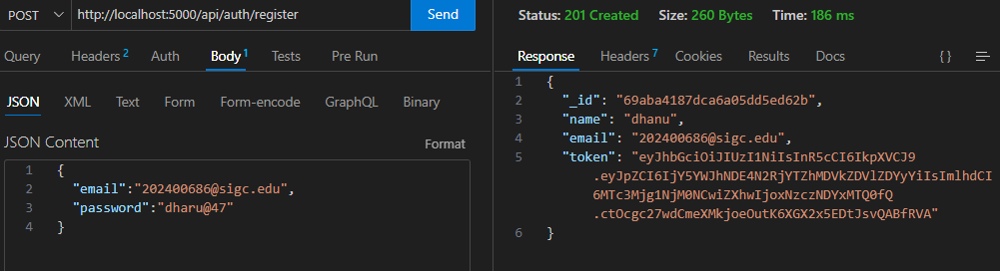 POST http://localhost:5000/api/auth/register Send
Query Headers 2 Auth Body 1 Tests Pre Run
JSON XML Text Form Form-encode GraphQL Binary
JSON Content Format
1 {
2 "email":"202400686@sigc.edu",
3 "password":"dharu@47"
4 }
Status: 201 Created Size: 260 Bytes Time: 186 ms
Response Headers 7 Cookies Results Docs { }
1 {
2 "_id": "69aba4187dca6a05dd5ed62b",
3 "name": "dhanu",
4 "email": "202400686@sigc.edu",
5 "token": "eyJhbGciOiJIUzI1NiIsInR5cCI6IkpXVCJ9
.eyJpZCI6IjY5YWJhNDE4N2RjYTZhMDVkZDVlZDYyYiIsImlhdCI
6MTc3Mjg1NjM0NCwiZXhwIjoxNzczNDYxMTQ0fQ
.ctOcgc27wdCmeXMkjoeOutK6XGX2x5EDtJsvQABfRVA"
6 }